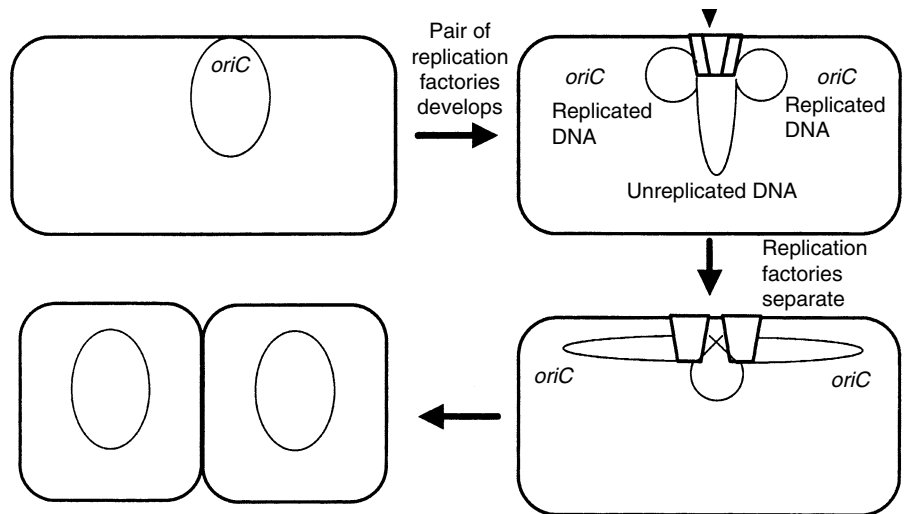 oriC
Pair of
replication
factories
develops
oriC
Replicated
DNA
oriC
Replicated
DNA
Unreplicated DNA
Replication
factories
separate
oriC
oriC